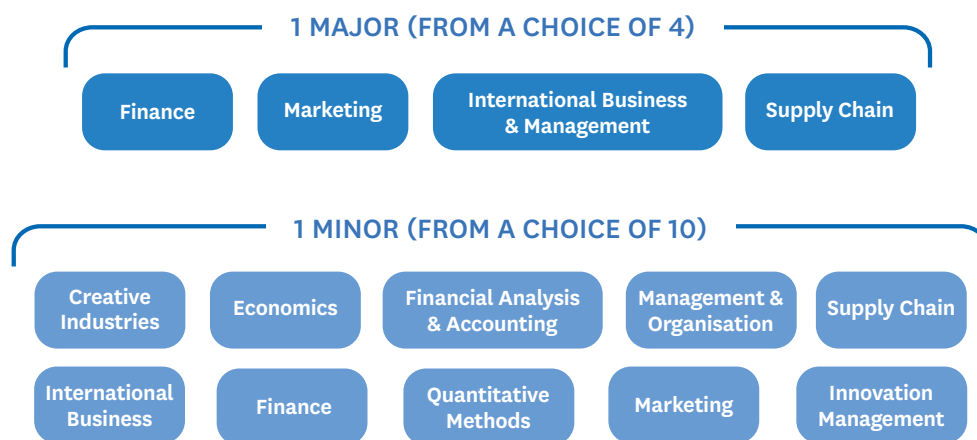 1 MAJOR (FROM A CHOICE OF 4)
Finance
Marketing
International Business
& Management
Supply Chain
1 MINOR (FROM A CHOICE OF 10)
Creative
Industries
Economics
Financial Analysis
& Accounting
Management &
Organisation
Supply Chain
International
Business
Finance
Quantitative
Methods
Marketing
Innovation
Management